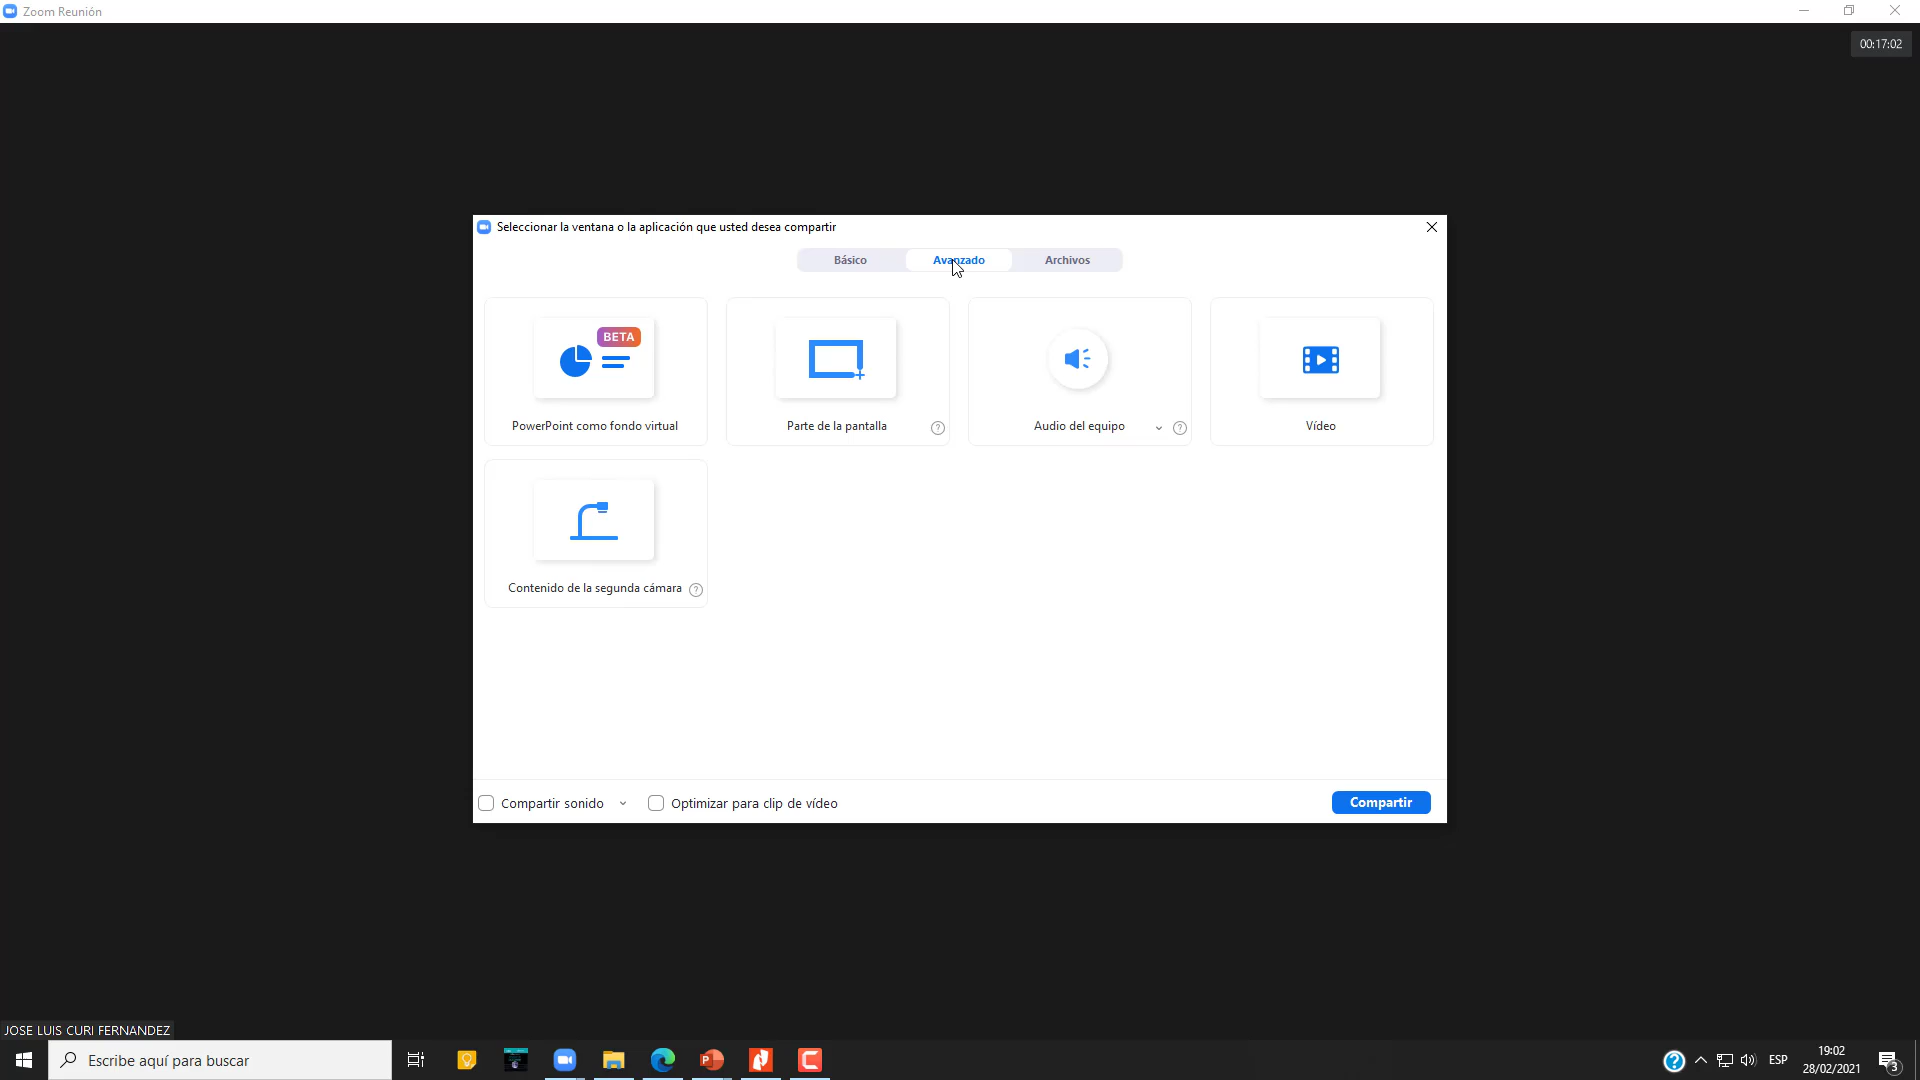 Zoom Reunión
00:17:02
Seleccionar la ventana o la aplicación que usted desea compartir
Básico
Avanzado
Archivos
BETA
PowerPoint como fondo virtual
Parte de la pantalla
Audio del equipo
Vídeo
Contenido de la segunda cámara
Compartir sonido
Optimizar para clip de vídeo
Compartir
JOSE LUIS CURI FERNANDEZ
Escribe aquí para buscar
ESP
19:02
28/02/2021
3